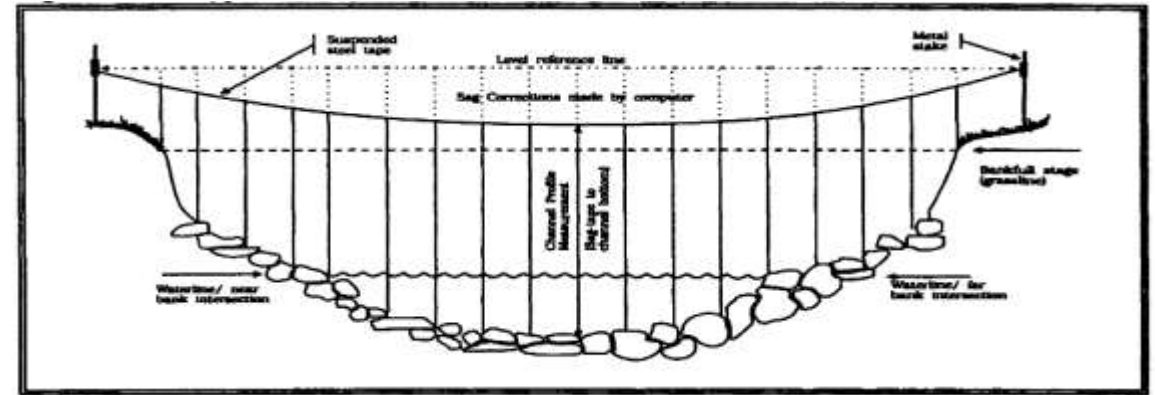 Suspended
steel tape
Metal
stake
Level reference line
Sag Corrections made by computer
Bankfull stage
(grassline)
Channel Profile
Measurement
(Sag-tape to
channel bottom)
Waterline/ near
bank intersection
Waterline/ far
bank intersection